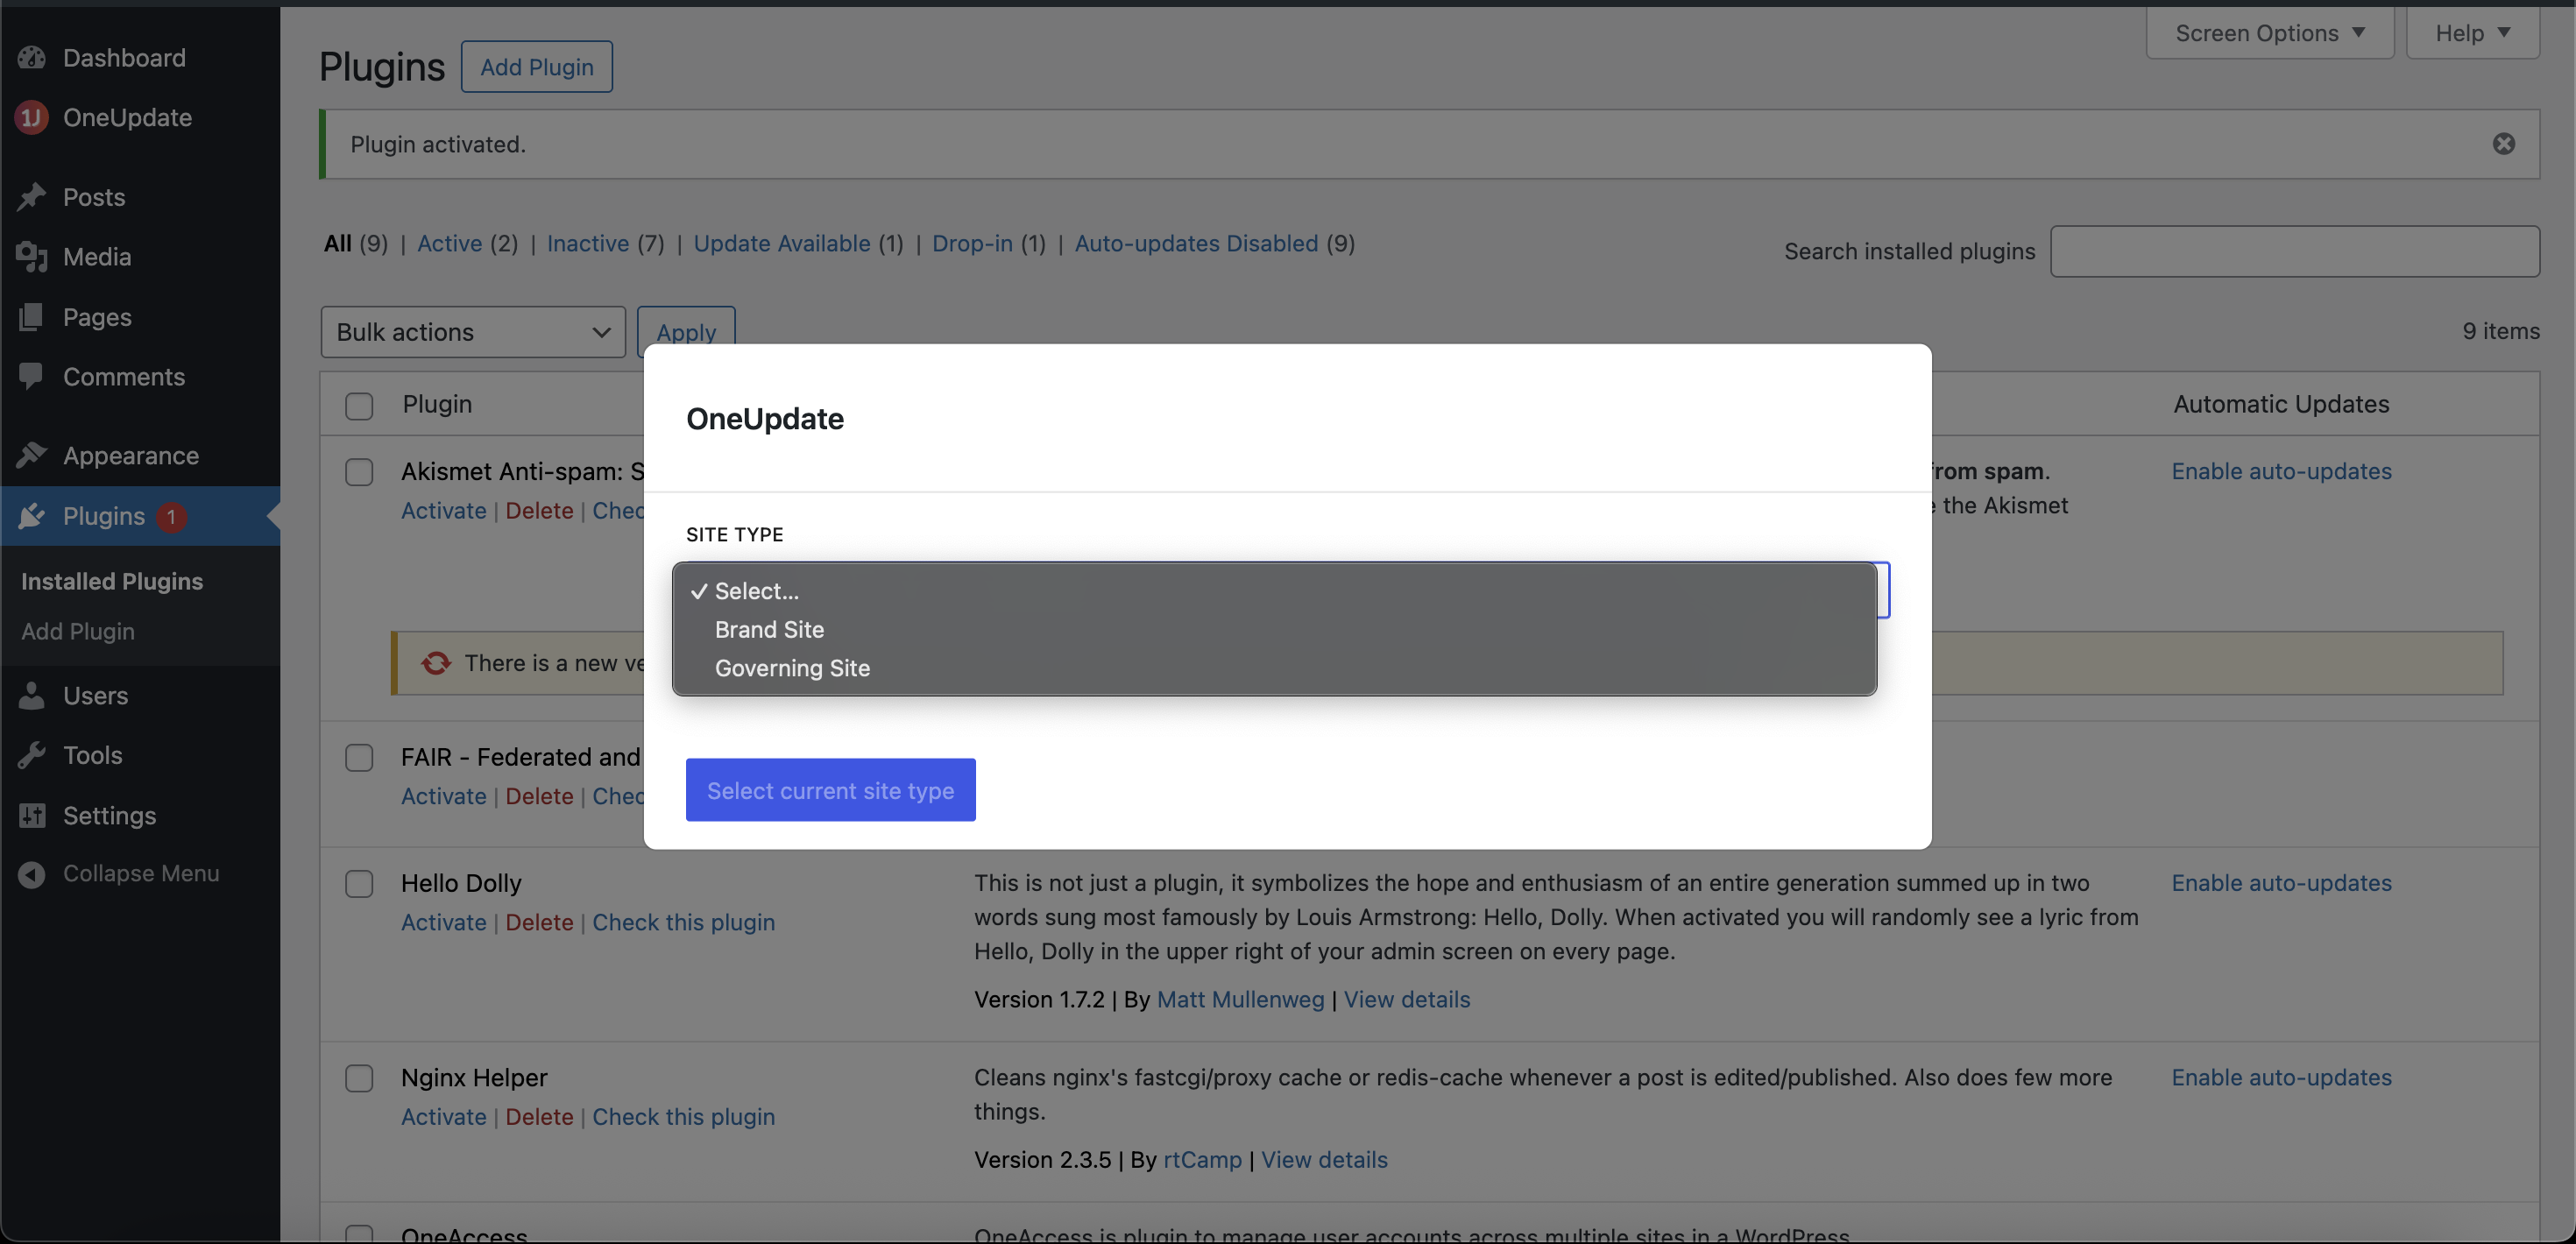 Dashboard
OneUpdate
Posts
Media
Pages
Comments
Appearance
Plugins 1
Installed Plugins
Add Plugin
Users
Tools
Settings
Collapse Menu
Screen Options
Help
Plugins
Add Plugin
Plugin activated.
All (9) | Active (2) | Inactive (7) | Update Available (1) | Drop-in (1) | Auto-updates Disabled (9)
Search installed plugins
Bulk actions
Apply
9 items
Plugin
Automatic Updates
Akismet Anti-spam: S
from spam.
Enable auto-updates
Activate | Delete | Chec
the Akismet
There is a new ve
OneUpdate
SITE TYPE
✓ Select...
Brand Site
Governing Site
Select current site type
FAIR - Federated and
Activate | Delete | Chec
Hello Dolly
Activate | Delete | Check this plugin
This is not just a plugin, it symbolizes the hope and enthusiasm of an entire generation summed up in two
words sung most famously by Louis Armstrong: Hello, Dolly. When activated you will randomly see a lyric from
Hello, Dolly in the upper right of your admin screen on every page.
Version 1.7.2 | By Matt Mullenweg | View details
Enable auto-updates
Nginx Helper
Activate | Delete | Check this plugin
Cleans nginx's fastcgi/proxy cache or redis-cache whenever a post is edited/published. Also does few more
things.
Version 2.3.5 | By rtCamp | View details
Enable auto-updates
OneAccess
OneAccess is plugin to manage user accounts across multiple sites in a WordPress